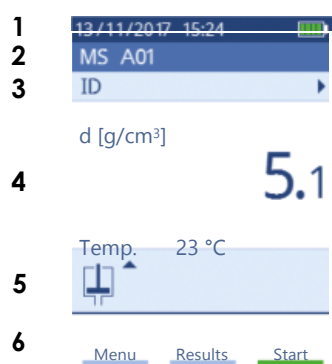 1 13/11/2017 15:24
2 MS A01
3 ID
d [g/cm³]
4 5.1
Temp. 23 °C
5
6 Menu Results Start